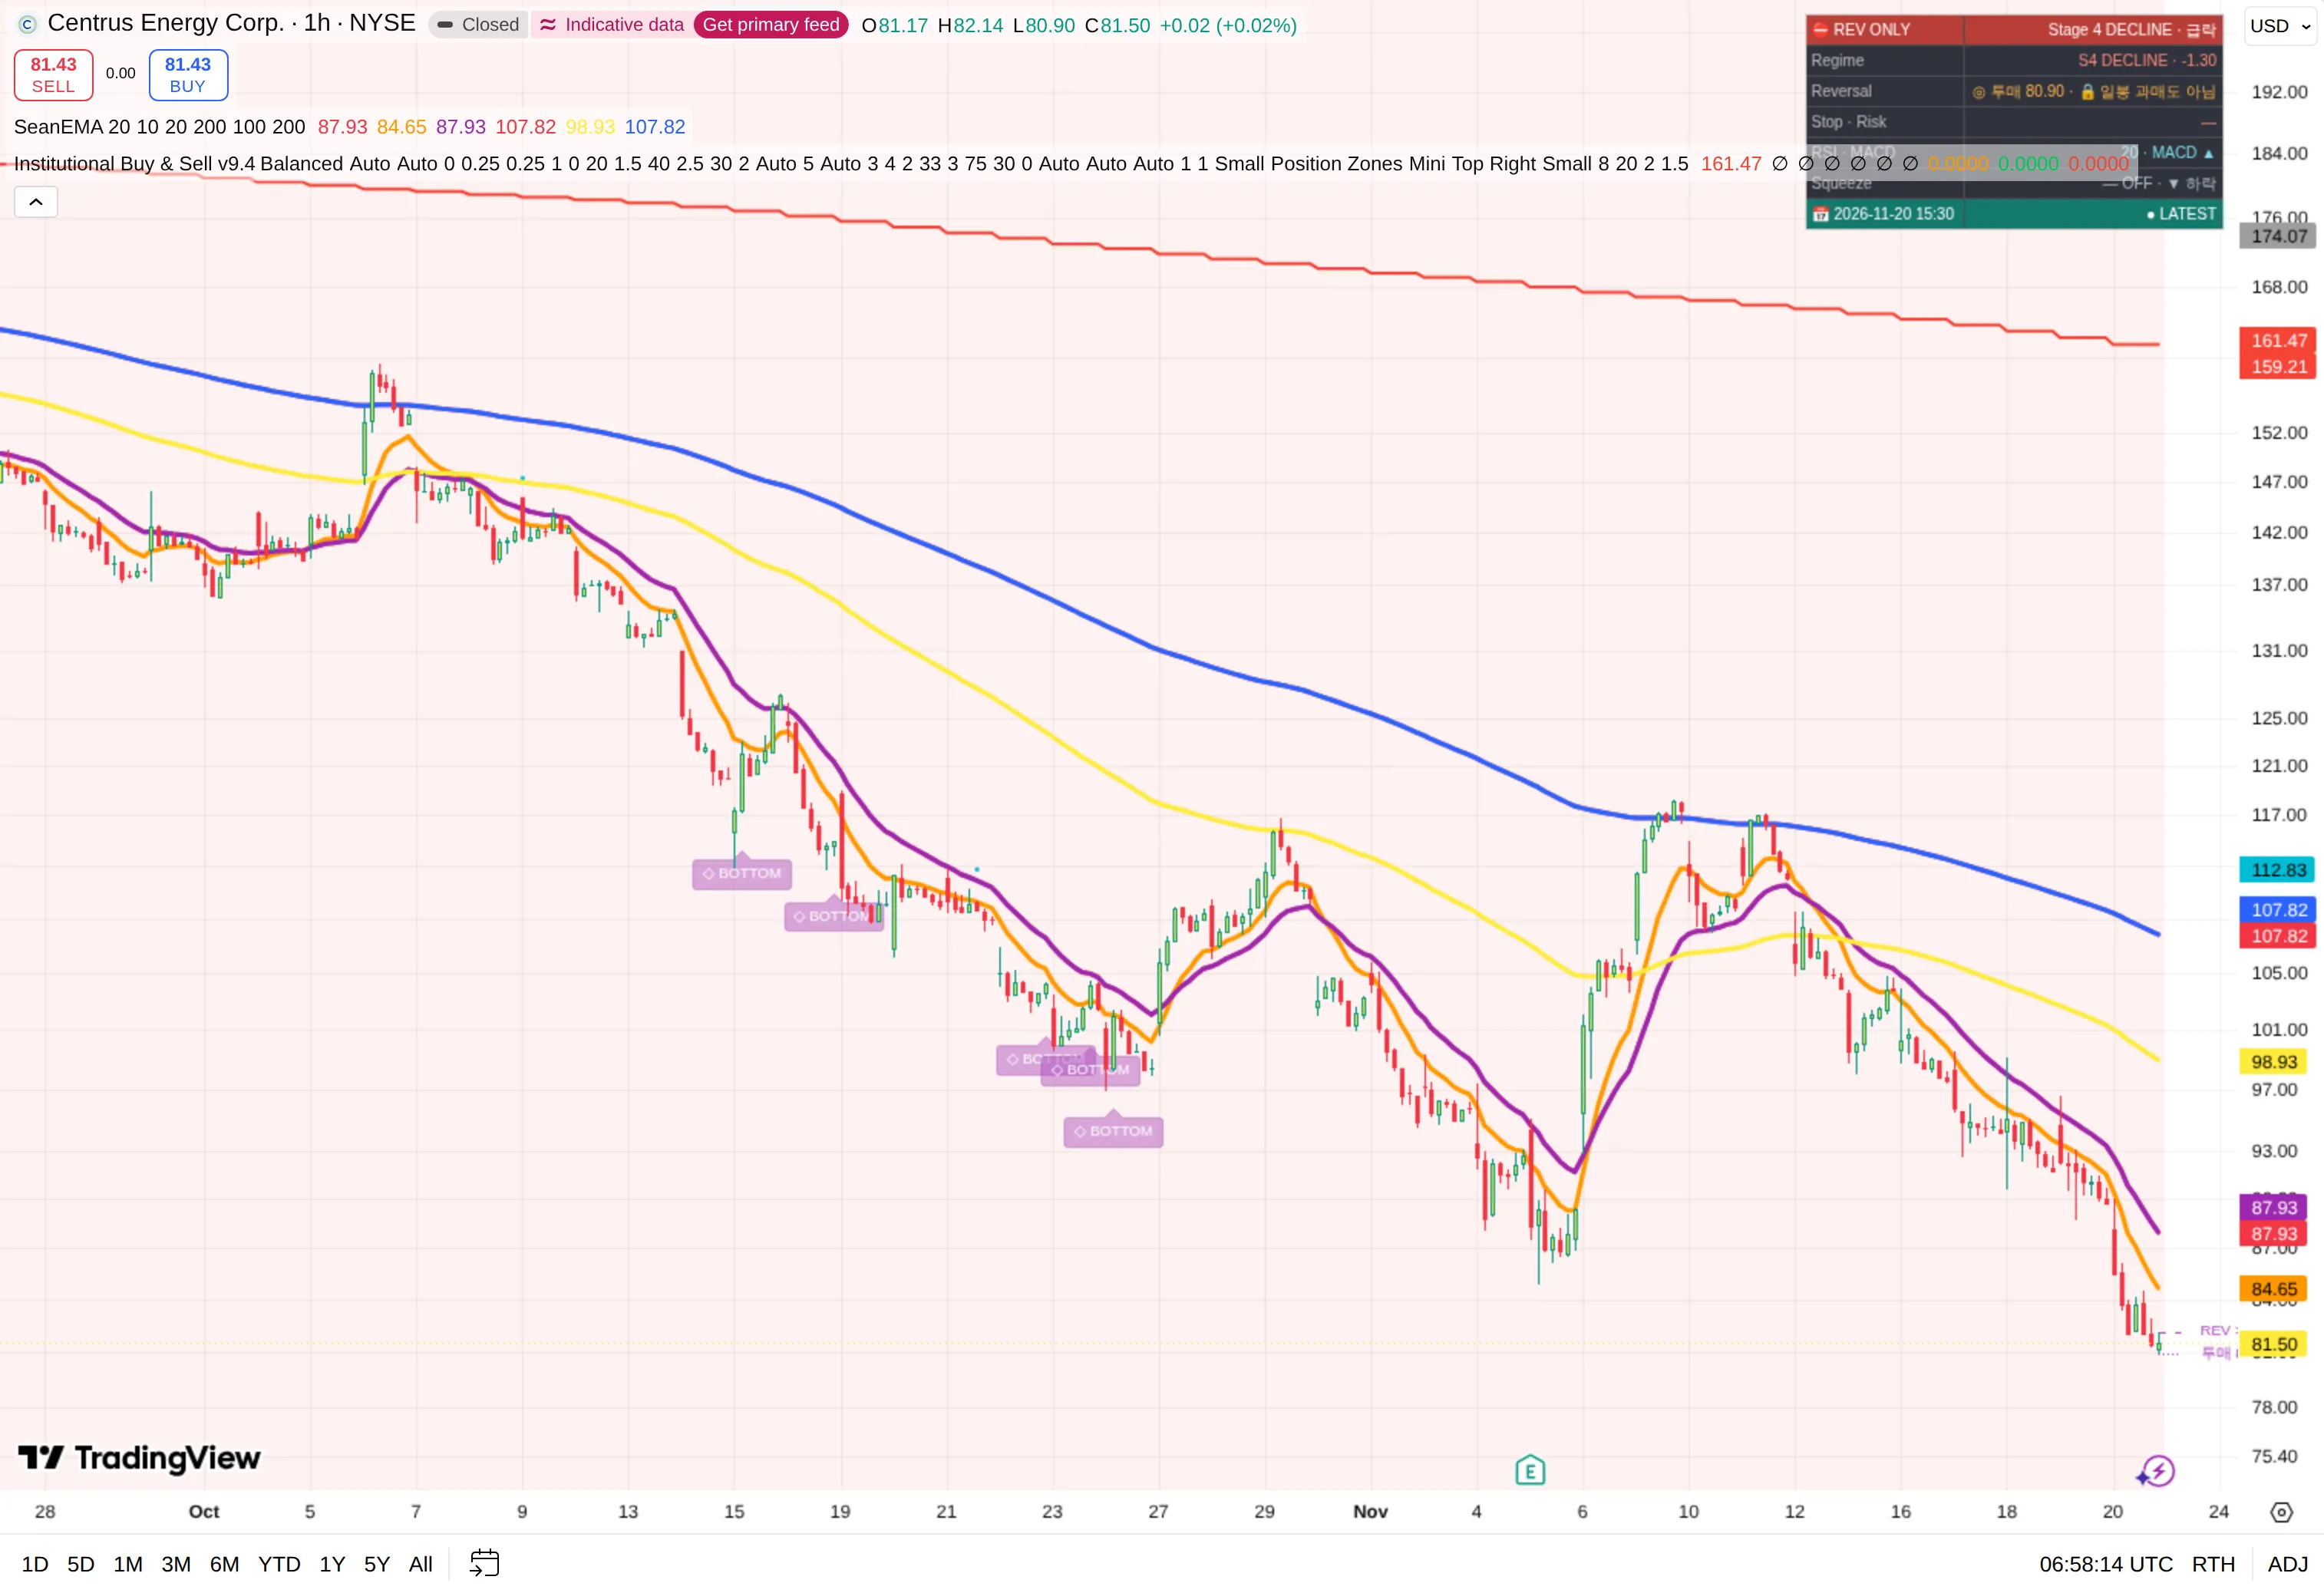 Centrus Energy Corp. · 1h · NYSE
Closed
Indicative data
Get primary feed
O81.17 H82.14 L80.90 C81.50 +0.02 (+0.02%)
81.43
SELL
0.00
81.43
BUY
SeanEMA 20 10 20 200 100 200 87.93 84.65 87.93 107.82 98.93 107.82
Institutional Buy & Sell v9.4 Balanced Auto Auto 0 0.25 0.25 1 0 20 1.5 40 2.5 30 2 Auto 5 Auto 3 4 2 33 3 75 30 0 Auto Auto Auto 1 1 Small Position Zones Mini Top Right Small 8 20 2 1.5 161.47 ∅ ∅ ∅ ∅ ∅ ∅ 0.0000 0.0000 0.0000
REV ONLY Stage 4 DECLINE · 급락
Regime S4 DECLINE · -1.30
Reversal ◎ 투매 80.90 · 🔒 일봉 과매도 아님
Stop · Risk —
RSI · MACD 20 · MACD ▲
Squeeze — OFF · ▼ 하락
2026-11-20 15:30 ● LATEST
USD
192.00
184.00
176.00
174.07
168.00
161.47
159.21
152.00
147.00
142.00
137.00
131.00
125.00
121.00
117.00
112.83
107.82
107.82
105.00
101.00
98.93
97.00
93.00
87.93
87.93
87.00
84.65
84.00
81.50
78.00
75.40
◇ BOTTOM
◇ BOTTOM
◇ BOTTOM
◇ BOTTOM
◇ BOTTOM
REV
투매
TradingView
E
28 Oct 5 7 9 13 15 19 21 23 27 29 Nov 4 6 10 12 16 18 20 24
1D 5D 1M 3M 6M YTD 1Y 5Y All
06:58:14 UTC RTH ADJ